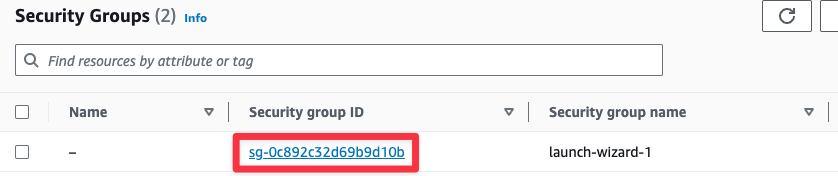 Security Groups (2) Info
Find resources by attribute or tag
Name Security group ID Security group name
– sg-0c892c32d69b9d10b launch-wizard-1